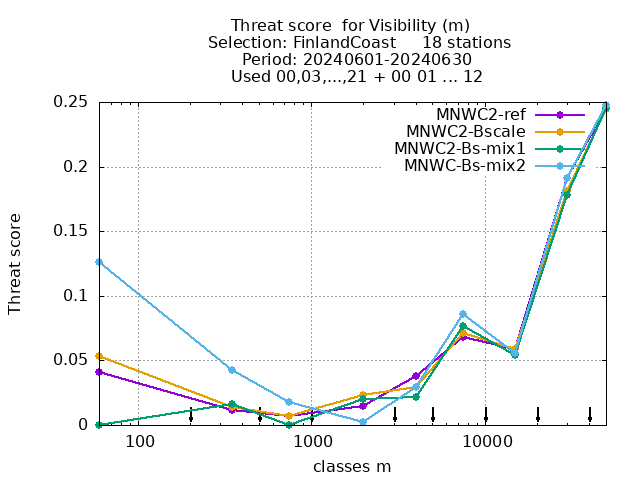 Threat score  for Visibility (m)
Selection: FinlandCoast     18 stations
Period: 20240601-20240630
Used 00,03,...,21 + 00 01 ... 12
MNWC2-ref
MNWC2-Bscale
MNWC2-Bs-mix1
MNWC-Bs-mix2
Threat score
0.25
0.2
0.15
0.1
0.05
0
100
1000
10000
classes m